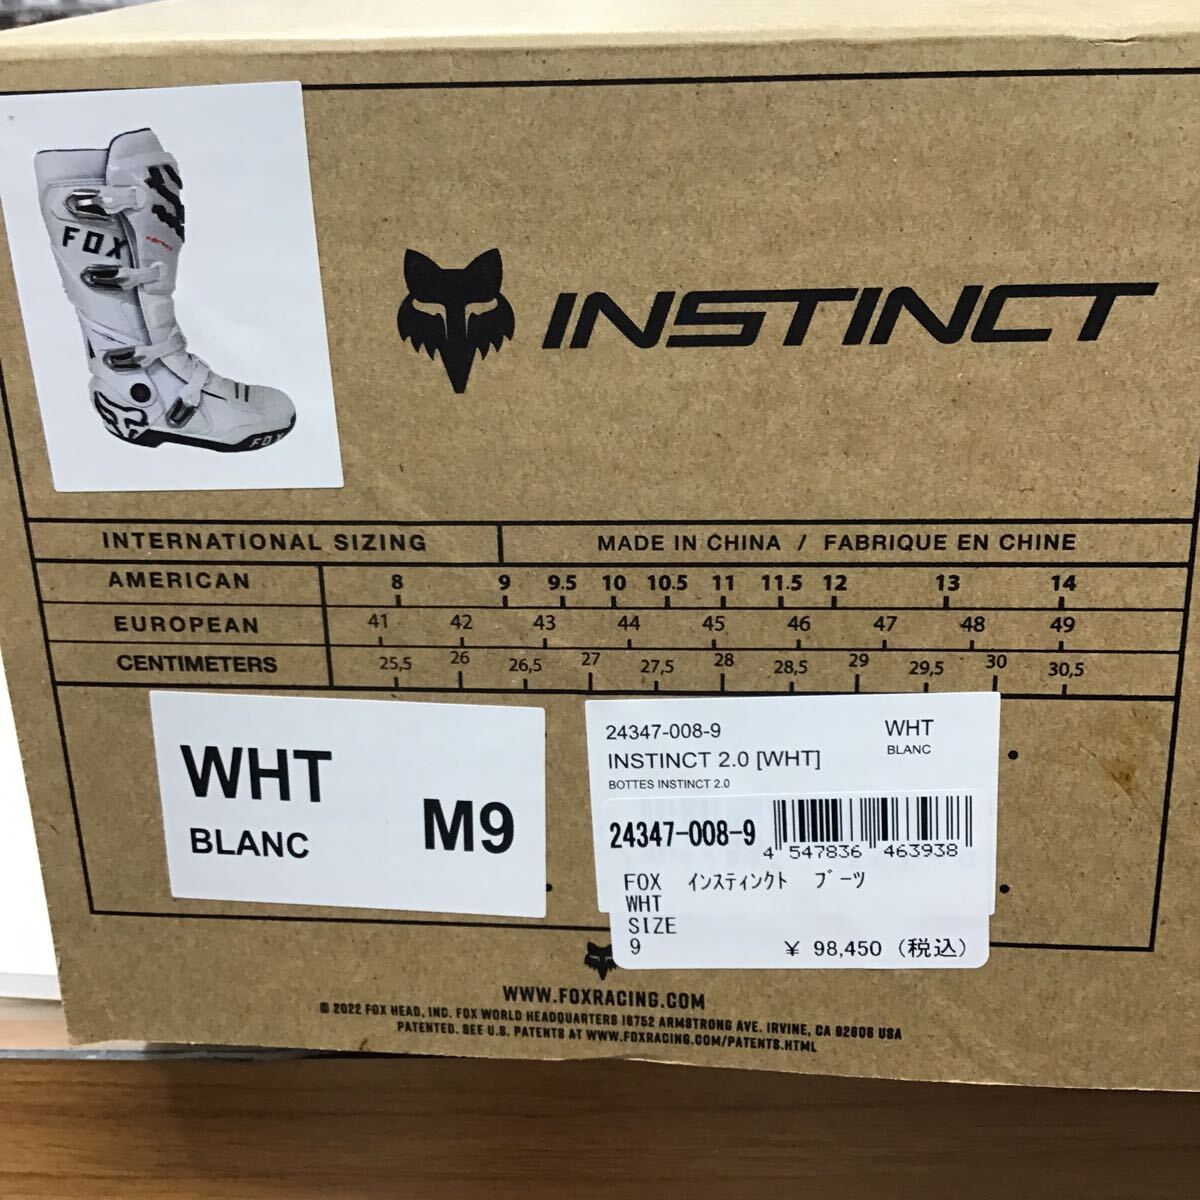 FOX
FOX
INSTINCT
INTERNATIONAL SIZING
MADE IN CHINA / FABRIQUE EN CHINE
AMERICAN 8 9 9.5 10 10.5 11 11.5 12 13 14
EUROPEAN 41 42 43 44 45 46 47 48 49
CENTIMETERS 25,5 26 26,5 27 27,5 28 28,5 29 29,5 30 30,5
WHT
BLANC
M9
24347-008-9
WHT
BLANC
INSTINCT 2.0 [WHT]
BOTTES INSTINCT 2.0
24347-008-9
4 547836 463938
FOX インスティンクト ブーツ
WHT
SIZE
9
¥ 98,450 (税込)
WWW.FOXRACING.COM
© 2022 FOX HEAD, INC. FOX WORLD HEADQUARTERS 16752 ARMSTRONG AVE. IRVINE, CA 92606 USA
PATENTED. SEE U.S. PATENTS AT WWW.FOXRACING.COM/PATENTS.HTML